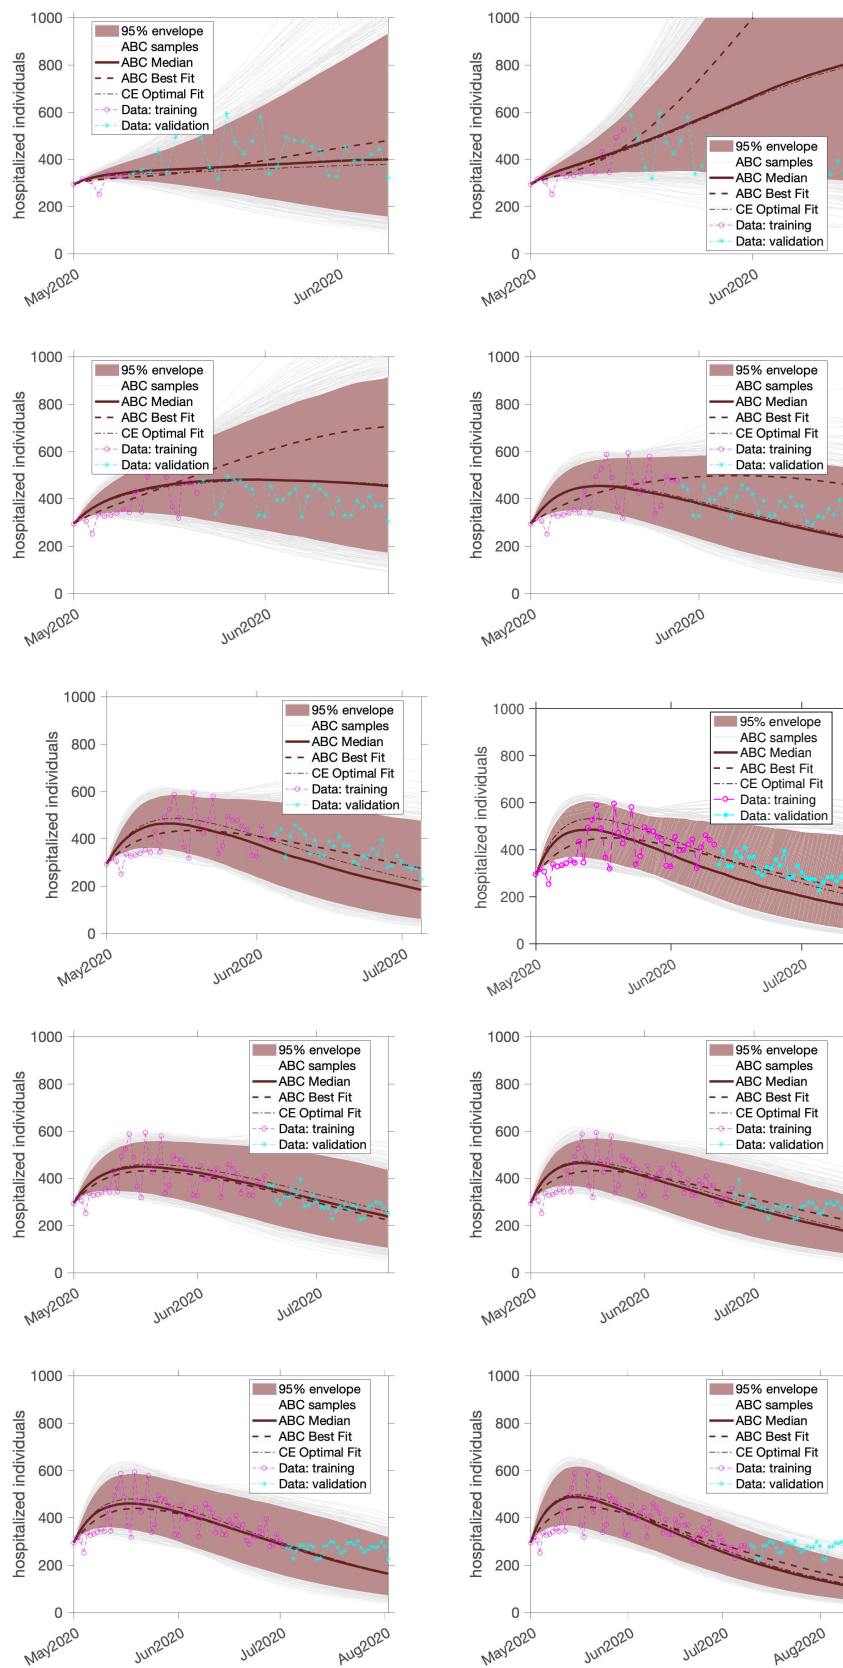 hospitalized individuals
1000
800
600
400
200
0
95% envelope
ABC samples
ABC Median
ABC Best Fit
CE Optimal Fit
Data: training
Data: validation
May2020
Jun2020
hospitalized individuals
1000
800
600
400
200
0
95% envelope
ABC samples
ABC Median
ABC Best Fit
CE Optimal Fit
Data: training
Data: validation
May2020
Jun2020
hospitalized individuals
1000
800
600
400
200
0
95% envelope
ABC samples
ABC Median
ABC Best Fit
CE Optimal Fit
Data: training
Data: validation
May2020
Jun2020
hospitalized individuals
1000
800
600
400
200
0
95% envelope
ABC samples
ABC Median
ABC Best Fit
CE Optimal Fit
Data: training
Data: validation
May2020
Jun2020
hospitalized individuals
1000
800
600
400
200
0
95% envelope
ABC samples
ABC Median
ABC Best Fit
CE Optimal Fit
Data: training
Data: validation
May2020
Jun2020
Jul2020
hospitalized individuals
1000
800
600
400
200
0
95% envelope
ABC samples
ABC Median
ABC Best Fit
CE Optimal Fit
Data: training
Data: validation
May2020
Jun2020
Jul2020
hospitalized individuals
1000
800
600
400
200
0
95% envelope
ABC samples
ABC Median
ABC Best Fit
CE Optimal Fit
Data: training
Data: validation
May2020
Jun2020
Jul2020
hospitalized individuals
1000
800
600
400
200
0
95% envelope
ABC samples
ABC Median
ABC Best Fit
CE Optimal Fit
Data: training
Data: validation
May2020
Jun2020
Jul2020
hospitalized individuals
1000
800
600
400
200
0
95% envelope
ABC samples
ABC Median
ABC Best Fit
CE Optimal Fit
Data: training
Data: validation
May2020
Jun2020
Jul2020
Aug2020
hospitalized individuals
1000
800
600
400
200
0
95% envelope
ABC samples
ABC Median
ABC Best Fit
CE Optimal Fit
Data: training
Data: validation
May2020
Jun2020
Jul2020
Aug2020